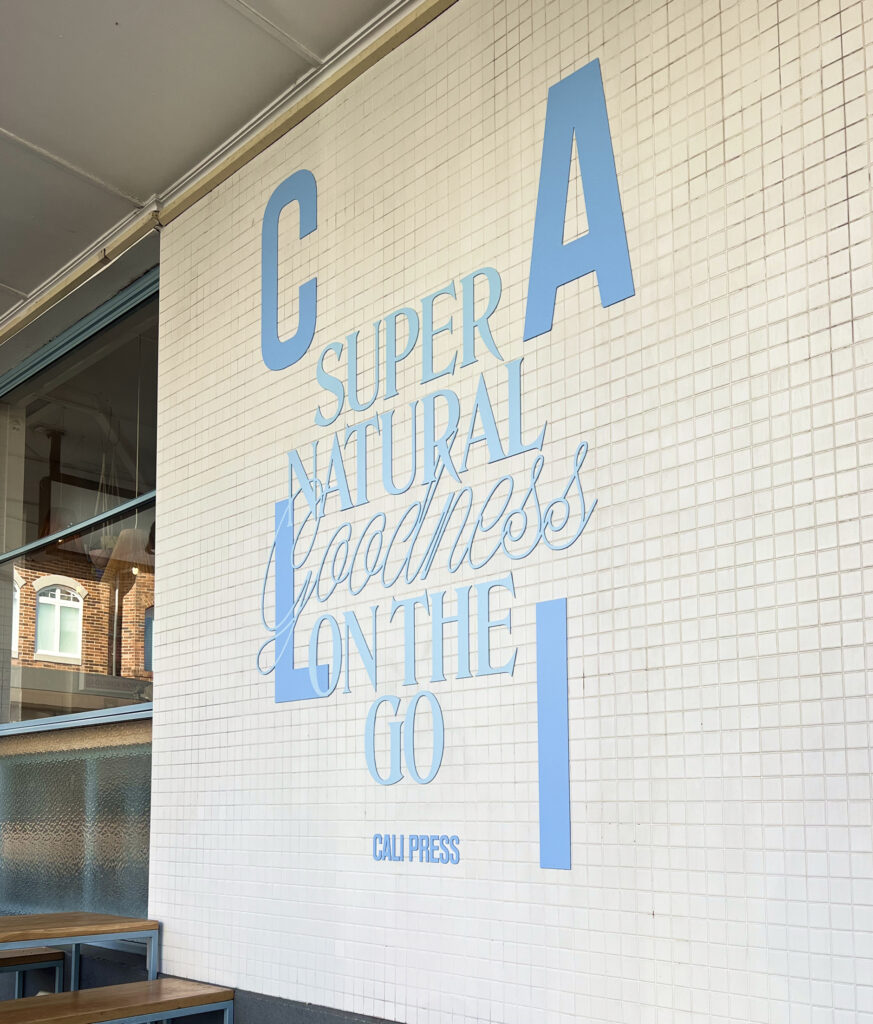 C A
SUPER
NATURAL
Goodness
ON THE
GO
L I
CALI PRESS